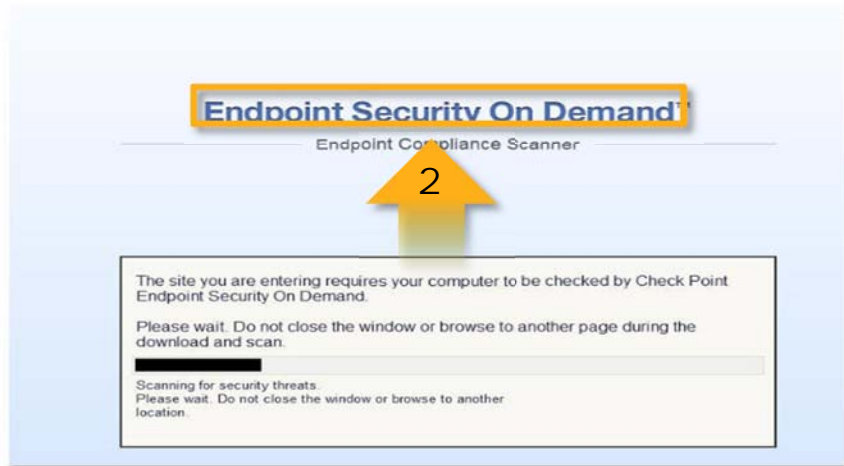 Endpoint Security On Demand™
Endpoint Compliance Scanner
2
The site you are entering requires your computer to be checked by Check Point
Endpoint Security On Demand.
Please wait. Do not close the window or browse to another page during the
download and scan.
Scanning for security threats.
Please wait. Do not close the window or browse to another
location.